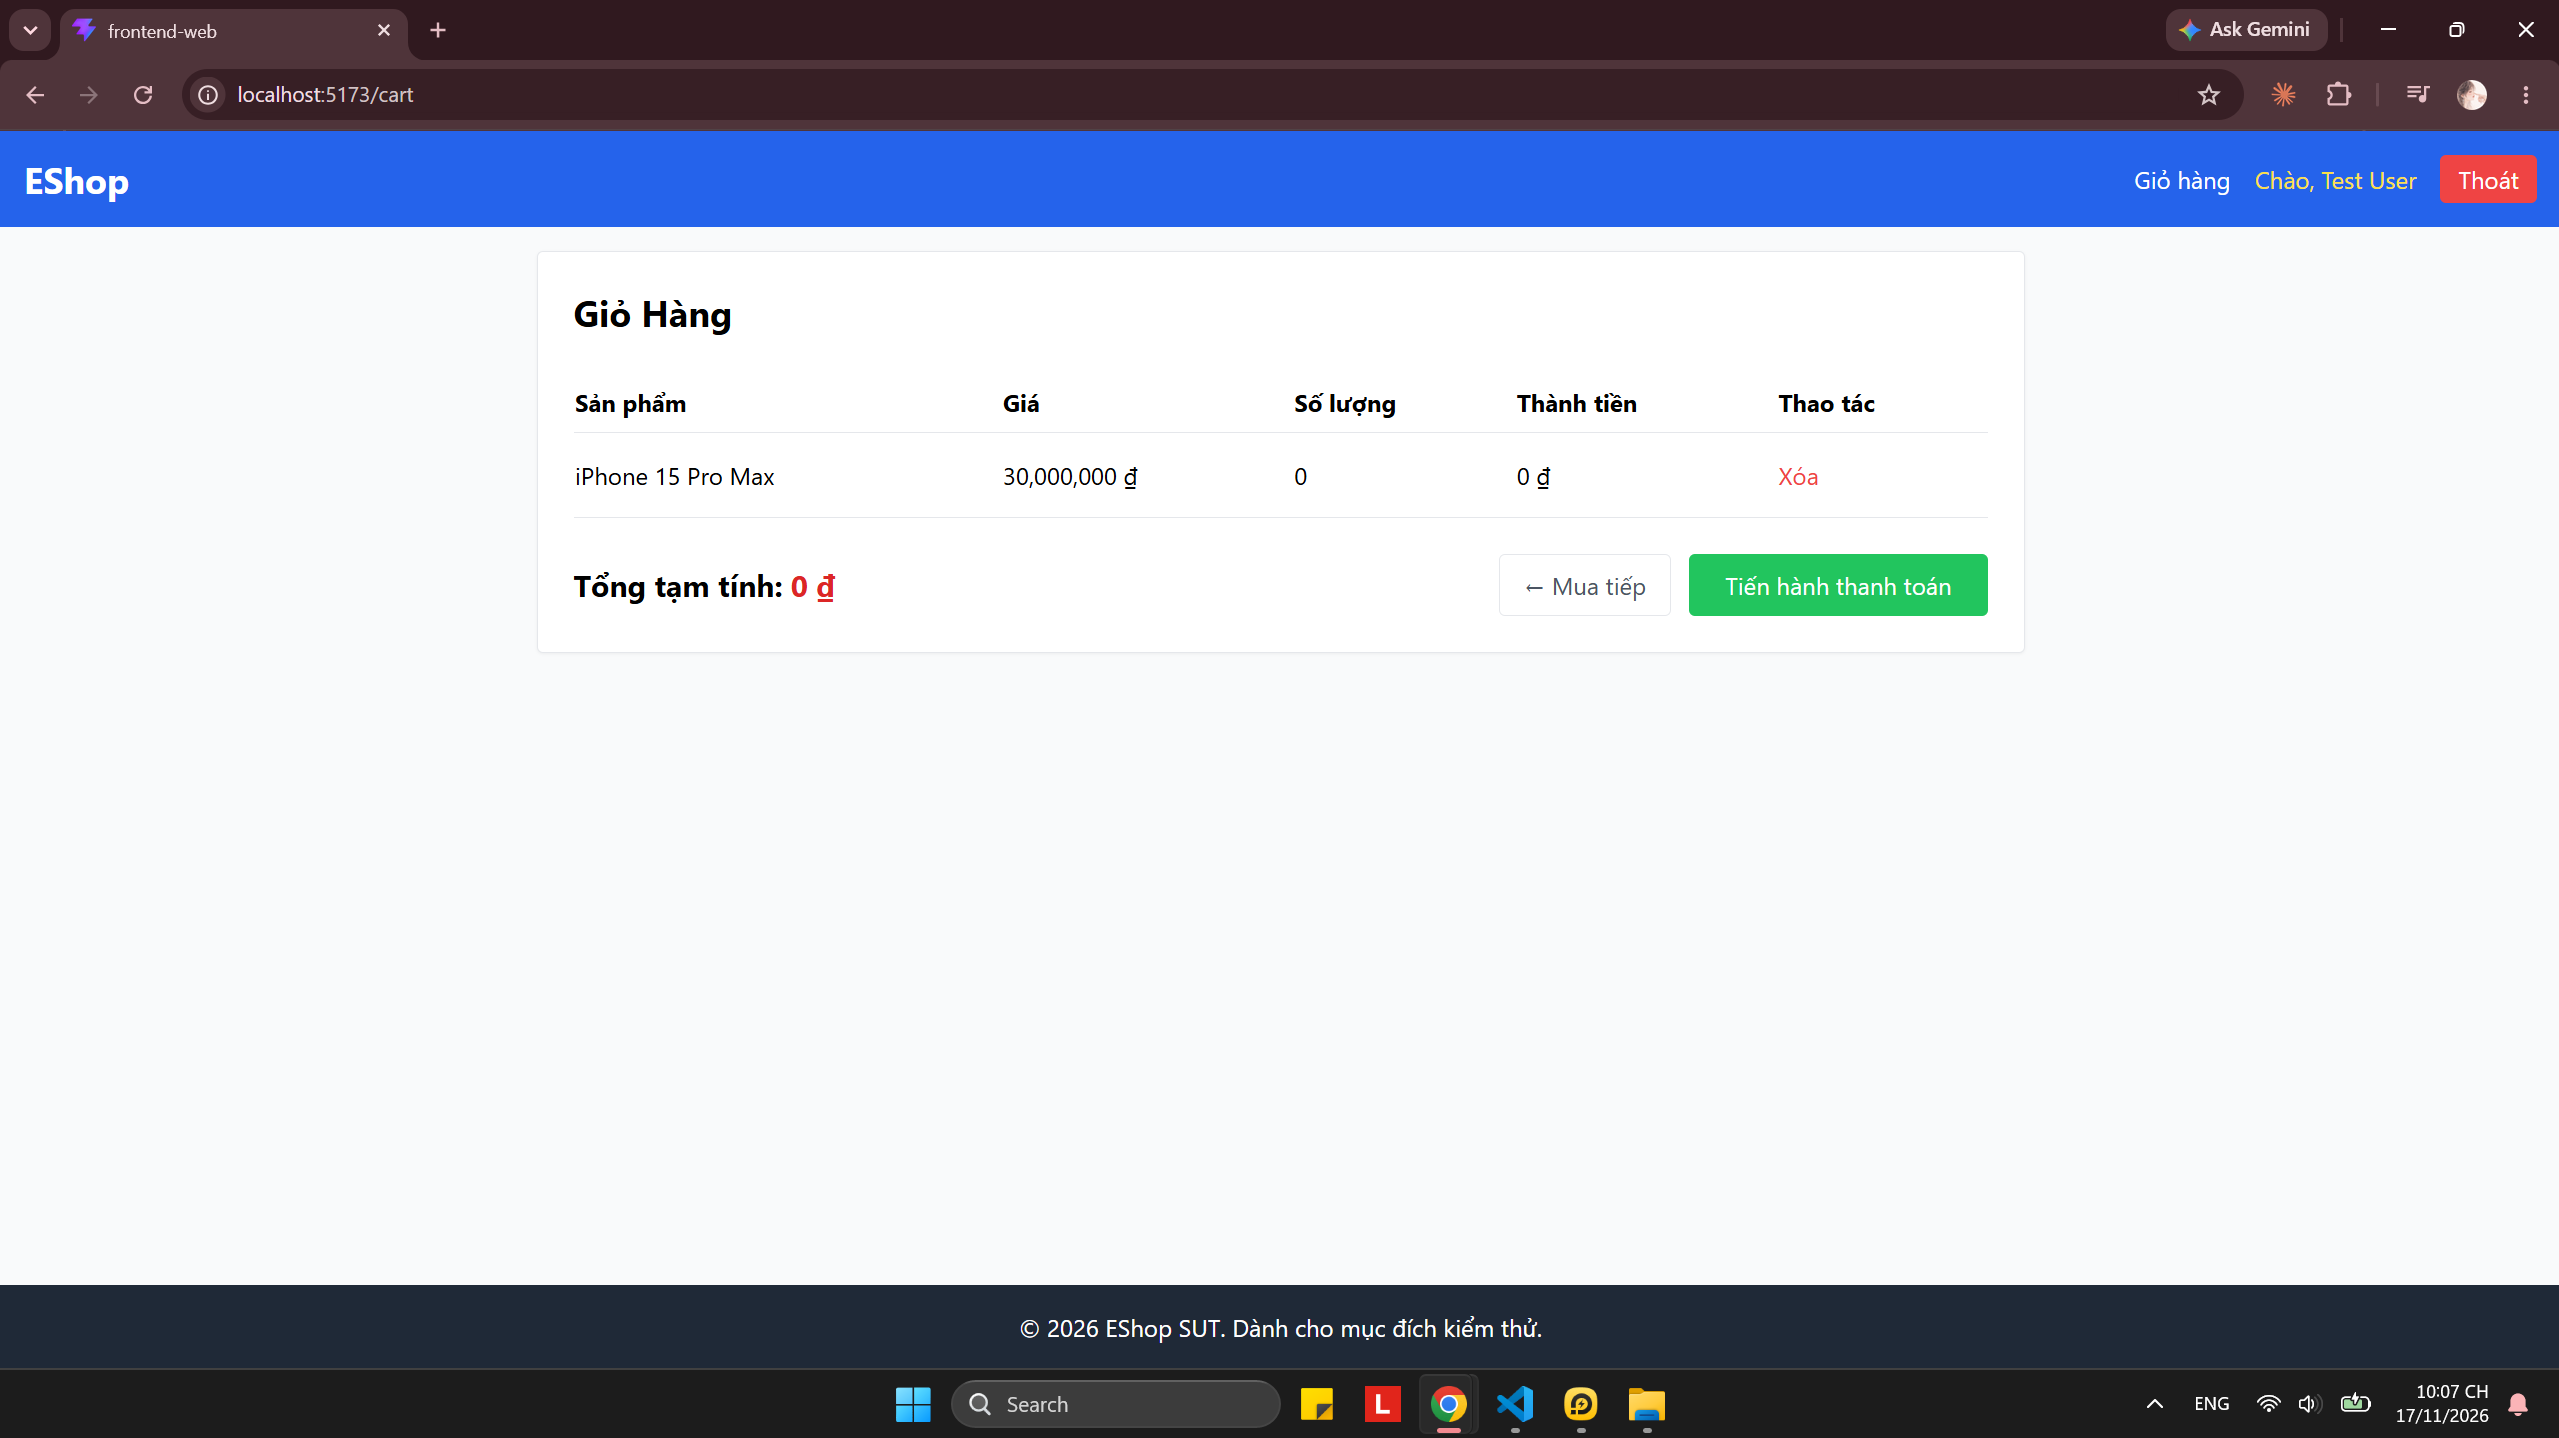 frontend-web
Ask Gemini
localhost:5173/cart
EShop
Giỏ hàng
Chào, Test User
Thoát
Giỏ Hàng
Sản phẩm Giá Số lượng Thành tiền Thao tác
iPhone 15 Pro Max 30,000,000 ₫ 0 0 ₫ Xóa
Tổng tạm tính: 0 ₫
← Mua tiếp
Tiến hành thanh toán
© 2026 EShop SUT. Dành cho mục đích kiểm thử.
Search
L
ENG
10:07 CH
17/11/2026